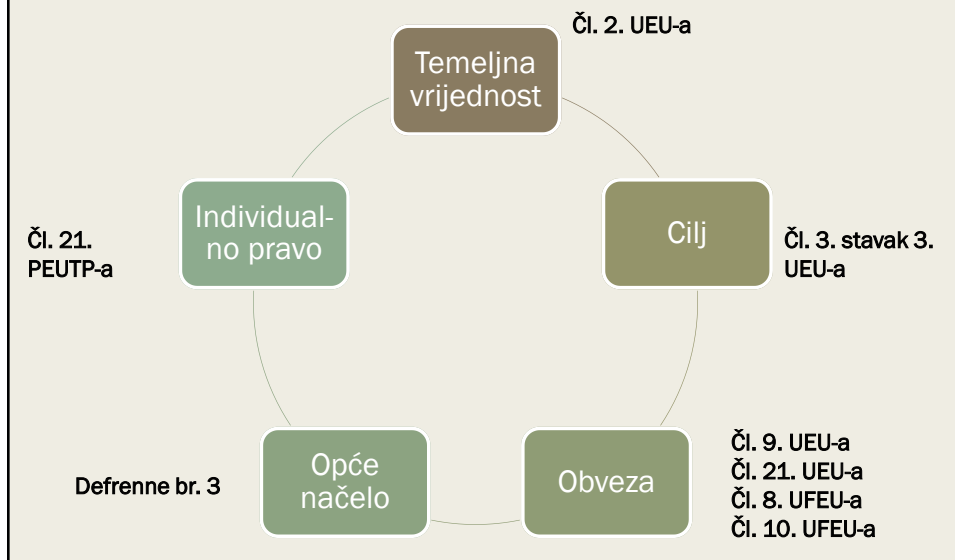 Čl. 2. UEU-a
Temeljna
vrijednost
Cilj
Čl. 3. stavak 3.
UEU-a
Obveza
Čl. 9. UEU-a
Čl. 21. UEU-a
Čl. 8. UFEU-a
Čl. 10. UFEU-a
Opće
načelo
Defrenne br. 3
Individual-
no pravo
Čl. 21.
PEUTP-a